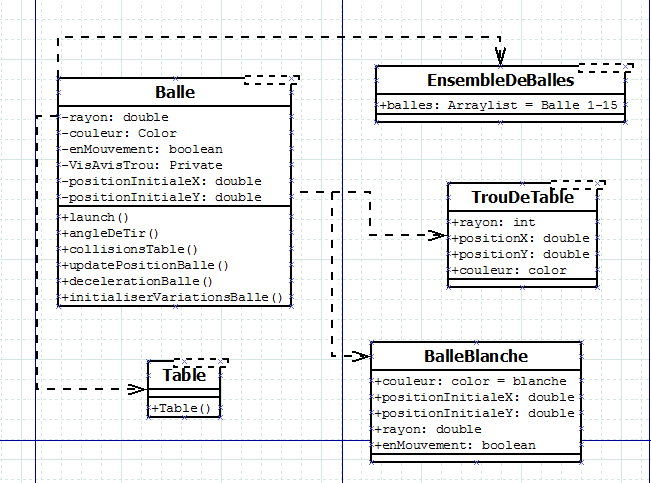 Balle
-rayon: double
-couleur: Color
-enMouvement: boolean
-VisAvisTrou: Private
-positionInitialeX: double
-positionInitialeY: double
+launch()
+angleDeTir()
+collisionsTable()
+updatePositionBalle()
+decelerationBalle()
+initialiserVariationsBalle()
EnsembleDeBalles
+balles: Arraylist = Balle 1-15
TrouDeTable
+rayon: int
+positionX: double
+positionY: double
+couleur: color
Table
+Table()
BalleBlanche
+couleur: color = blanche
+positionInitialeX: double
+positionInitialeY: double
+rayon: double
+enMouvement: boolean